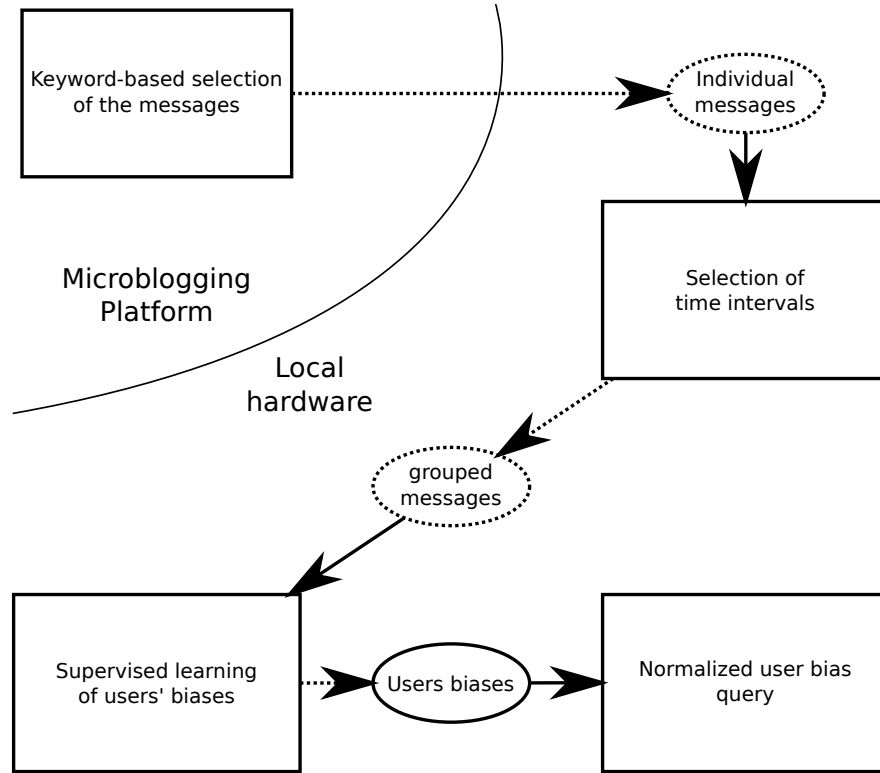 Keyword-based selection
of the messages
Individual
messages
Selection of
time intervals
Microblogging
Platform
Local
hardware
grouped
messages
Supervised learning
of users' biases
Users biases
Normalized user bias
query